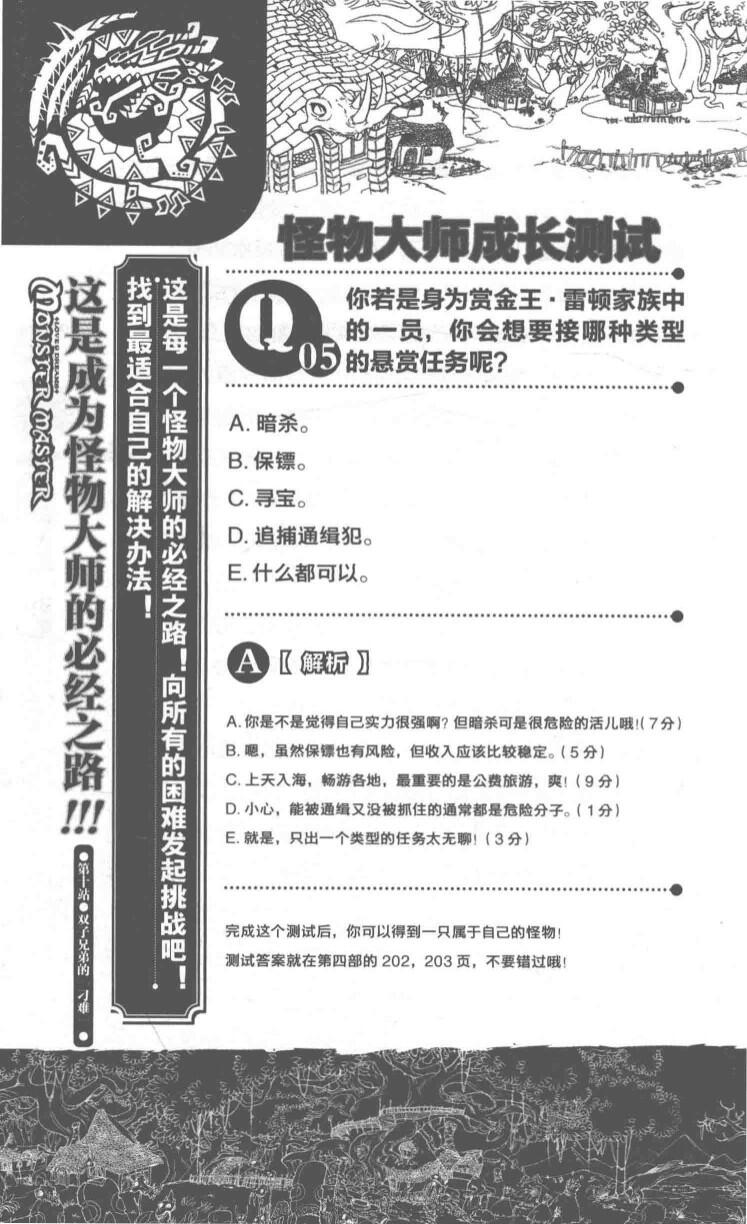 怪物大师成长测试
Q05
你若是身为赏金王·雷顿家族中
的一员，你会想要接哪种类型
的悬赏任务呢？
A. 暗杀。
B. 保镖。
C. 寻宝。
D. 追捕通缉犯。
E. 什么都可以。
A【解析】
A. 你是不是觉得自己实力很强啊？但暗杀可是很危险的活儿哦！（7分）
B. 嗯，虽然保镖也有风险，但收入应该比较稳定。（5分）
C. 上天入海，畅游各地，最重要的是公费旅游，爽！（9分）
D. 小心，能被通缉又没被抓住的通常都是危险分子。（1分）
E. 就是，只出一个类型的任务太无聊！（3分）
完成这个测试后，你可以得到一只属于自己的怪物！
测试答案就在第四部的202，203页，不要错过哦！
这是每一个怪物大师的必经之路！向所有的困难发起挑战吧！
找到最适合自己的解决办法！
这是成为怪物大师的必经之路！！！
MONSTER MASTER
第十站●双子兄弟的 刁难